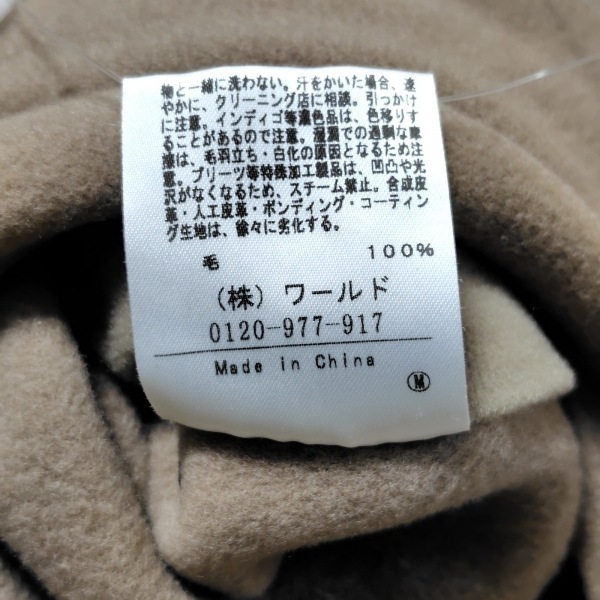 物と一緒に洗わない。汗をかいた場合、速
やかに、クリーニング店に相談。引っかけ
に注意。インディゴ等濃色品は、色移りす
ることがあるので注意。湿潤での過剰な摩
擦は、毛羽立ち・白化の原因となるため注
意。プリーツ等特殊加工製品は、凹凸や光
沢がなくなるため、スチーム禁止。合成皮
革・人工皮革・ボンディング・コーティン
グ生地は、徐々に劣化する。
毛 100%
(株) ワールド
0120-977-917
Made in China
M